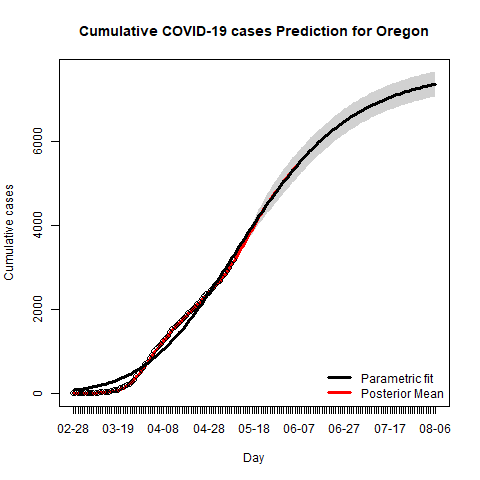 Cumulative COVID-19 cases Prediction for Oregon
Cumulative cases
6000
4000
2000
0
Parametric fit
Posterior Mean
02-28 03-19 04-08 04-28 05-18 06-07 06-27 07-17 08-06
Day